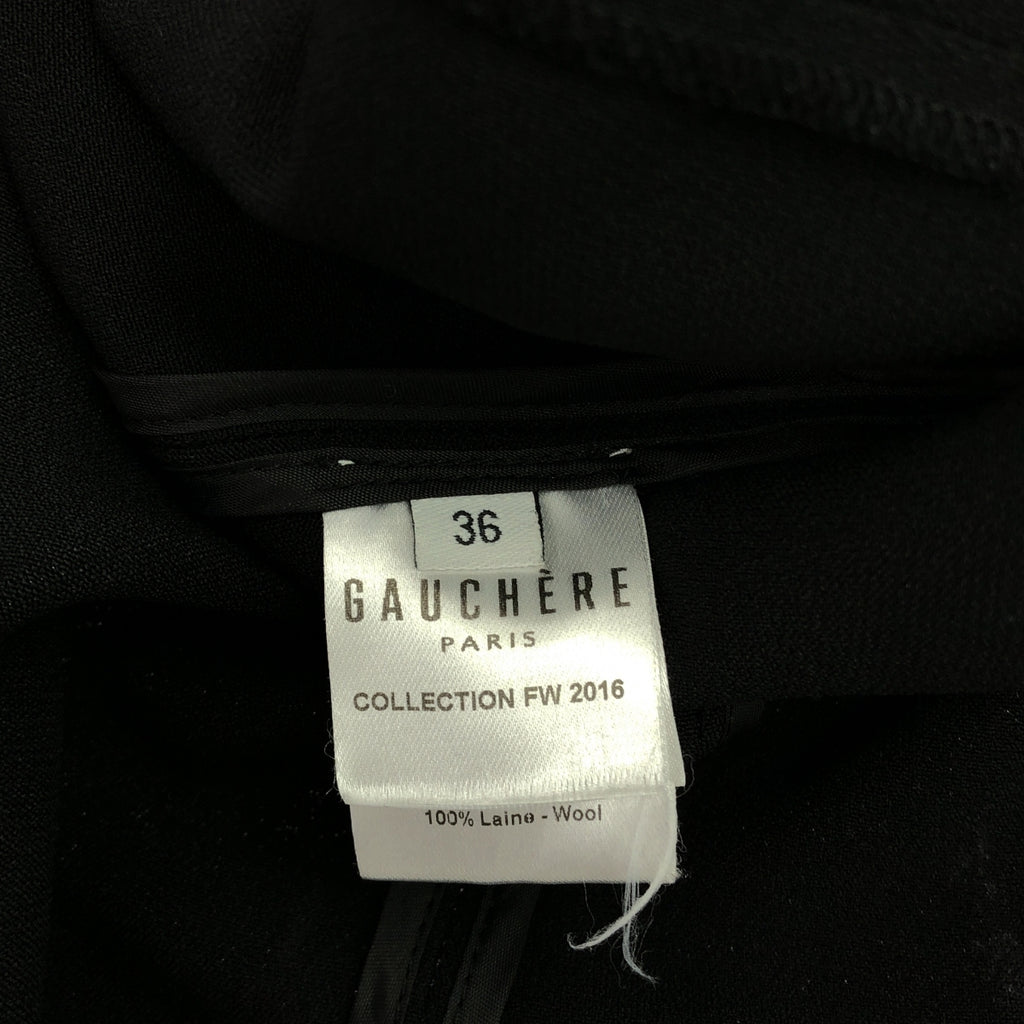 36
GAUCHÈRE
PARIS
COLLECTION FW 2016
100% Laine - Wool